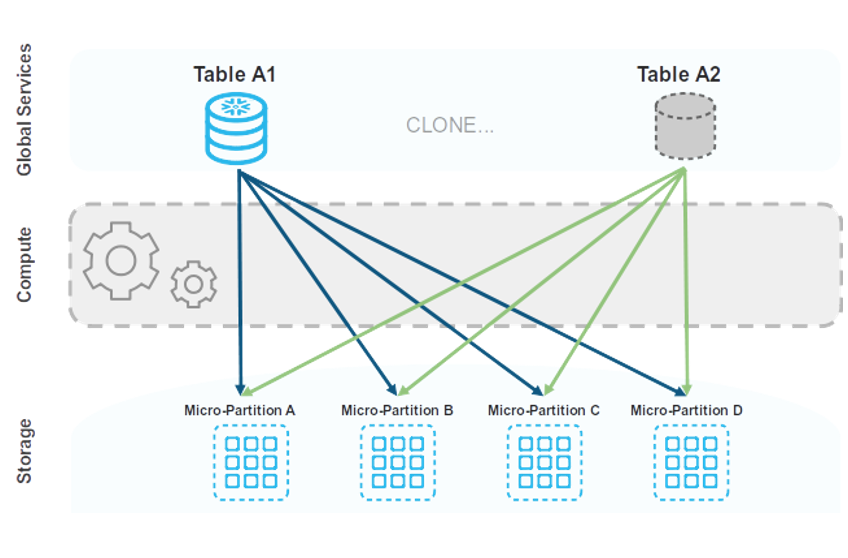 Global Services
Table A1
Table A2
CLONE...
Compute
Storage
Micro-Partition A
Micro-Partition B
Micro-Partition C
Micro-Partition D